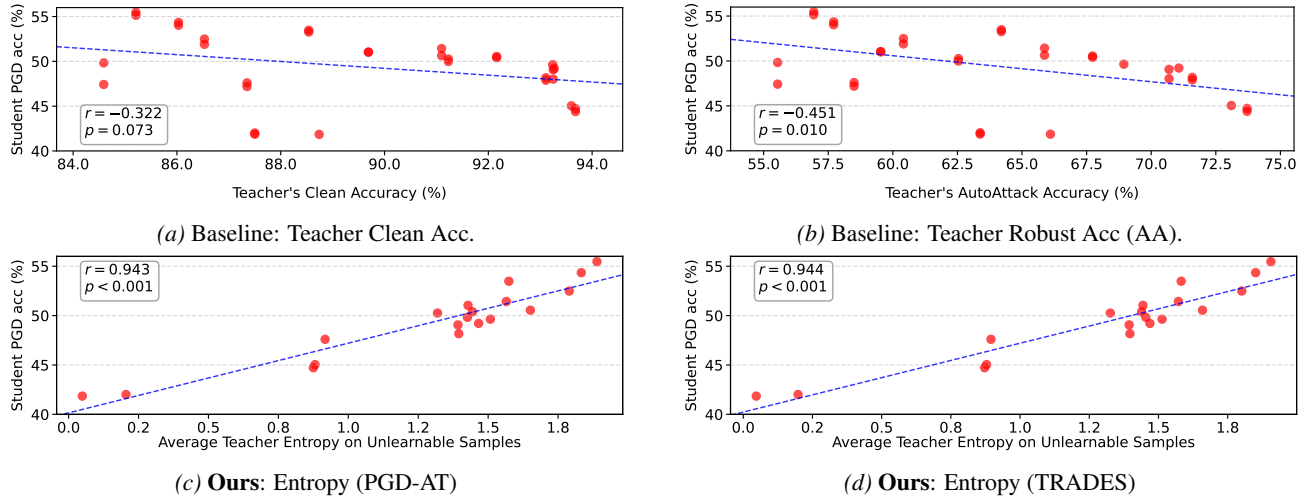 Student PGD acc (%)
55
50
45
40
r = −0.322
p = 0.073
84.0 86.0 88.0 90.0 92.0 94.0
Teacher's Clean Accuracy (%)
(a) Baseline: Teacher Clean Acc.
Student PGD acc (%)
55
50
45
40
r = −0.451
p = 0.010
55.0 57.5 60.0 62.5 65.0 67.5 70.0 72.5 75.0
Teacher's AutoAttack Accuracy (%)
(b) Baseline: Teacher Robust Acc (AA).
Student PGD acc (%)
55
50
45
40
r = 0.943
p < 0.001
0.0 0.2 0.5 0.8 1.0 1.2 1.5 1.8
Average Teacher Entropy on Unlearnable Samples
(c) Ours: Entropy (PGD-AT)
Student PGD acc (%)
55
50
45
40
r = 0.944
p < 0.001
0.0 0.2 0.5 0.8 1.0 1.2 1.5 1.8
Average Teacher Entropy on Unlearnable Samples
(d) Ours: Entropy (TRADES)